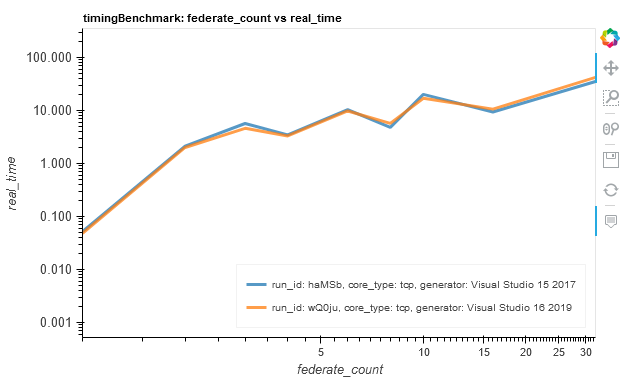 timingBenchmark: federate_count vs real_time
100.000
10.000
1.000
0.100
0.010
0.001
real_time
run_id: haMSb, core_type: tcp, generator: Visual Studio 15 2017
run_id: wQ0ju, core_type: tcp, generator: Visual Studio 16 2019
5 10 15 20 25 30
federate_count